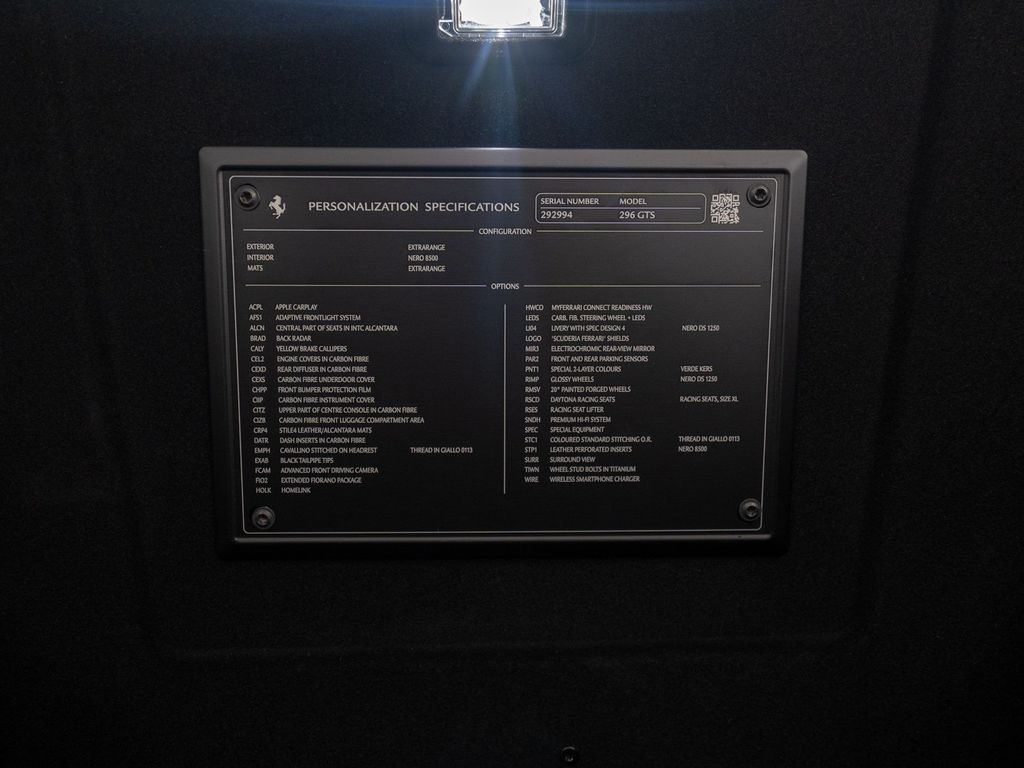 PERSONALIZATION SPECIFICATIONS
SERIAL NUMBER MODEL
292994 296 GTS
CONFIGURATION
EXTERIOR EXTRARANGE
INTERIOR NERO 8500
MATS EXTRARANGE
OPTIONS
ACPL APPLE CARPLAY
AFS1 ADAPTIVE FRONTLIGHT SYSTEM
ALCN CENTRAL PART OF SEATS IN INTC ALCANTARA
BRAD BACK RADAR
CALY YELLOW BRAKE CALLIPERS
CEL2 ENGINE COVERS IN CARBON FIBRE
CEXD REAR DIFFUSER IN CARBON FIBRE
CEXS CARBON FIBRE UNDERDOOR COVER
CHPP FRONT BUMPER PROTECTION FILM
CIIP CARBON FIBRE INSTRUMENT COVER
CITZ UPPER PART OF CENTRE CONSOLE IN CARBON FIBRE
CIZB CARBON FIBRE FRONT LUGGAGE COMPARTMENT AREA
CRP4 STILE4 LEATHER/ALCANTARA MATS
DATR DASH INSERTS IN CARBON FIBRE
EMPH CAVALLINO STITCHED ON HEADREST THREAD IN GIALLO 0113
EXAB BLACK TAILPIPE TIPS
FCAM ADVANCED FRONT DRIVING CAMERA
FIO2 EXTENDED FIORANO PACKAGE
HOLK HOMELINK
HWCO MYFERRARI CONNECT READINESS HW
LEDS CARB. FIB. STEERING WHEEL + LEDS
LI04 LIVERY WITH SPEC DESIGN 4 NERO DS 1250
LOGO "SCUDERIA FERRARI" SHIELDS
MIR3 ELECTROCHROMIC REAR-VIEW MIRROR
PAR2 FRONT AND REAR PARKING SENSORS
PNT1 SPECIAL 2-LAYER COLOURS VERDE KERS
RIMP GLOSSY WHEELS NERO DS 1250
RMSV 20" PAINTED FORGED WHEELS
RSCD DAYTONA RACING SEATS RACING SEATS, SIZE XL
RSE5 RACING SEAT LIFTER
SNDH PREMIUM HI-FI SYSTEM
SPEC SPECIAL EQUIPMENT
STC1 COLOURED STANDARD STITCHING O.R. THREAD IN GIALLO 0113
STP1 LEATHER PERFORATED INSERTS NERO 8500
SURR SURROUND VIEW
TIWN WHEEL STUD BOLTS IN TITANIUM
WIRE WIRELESS SMARTPHONE CHARGER